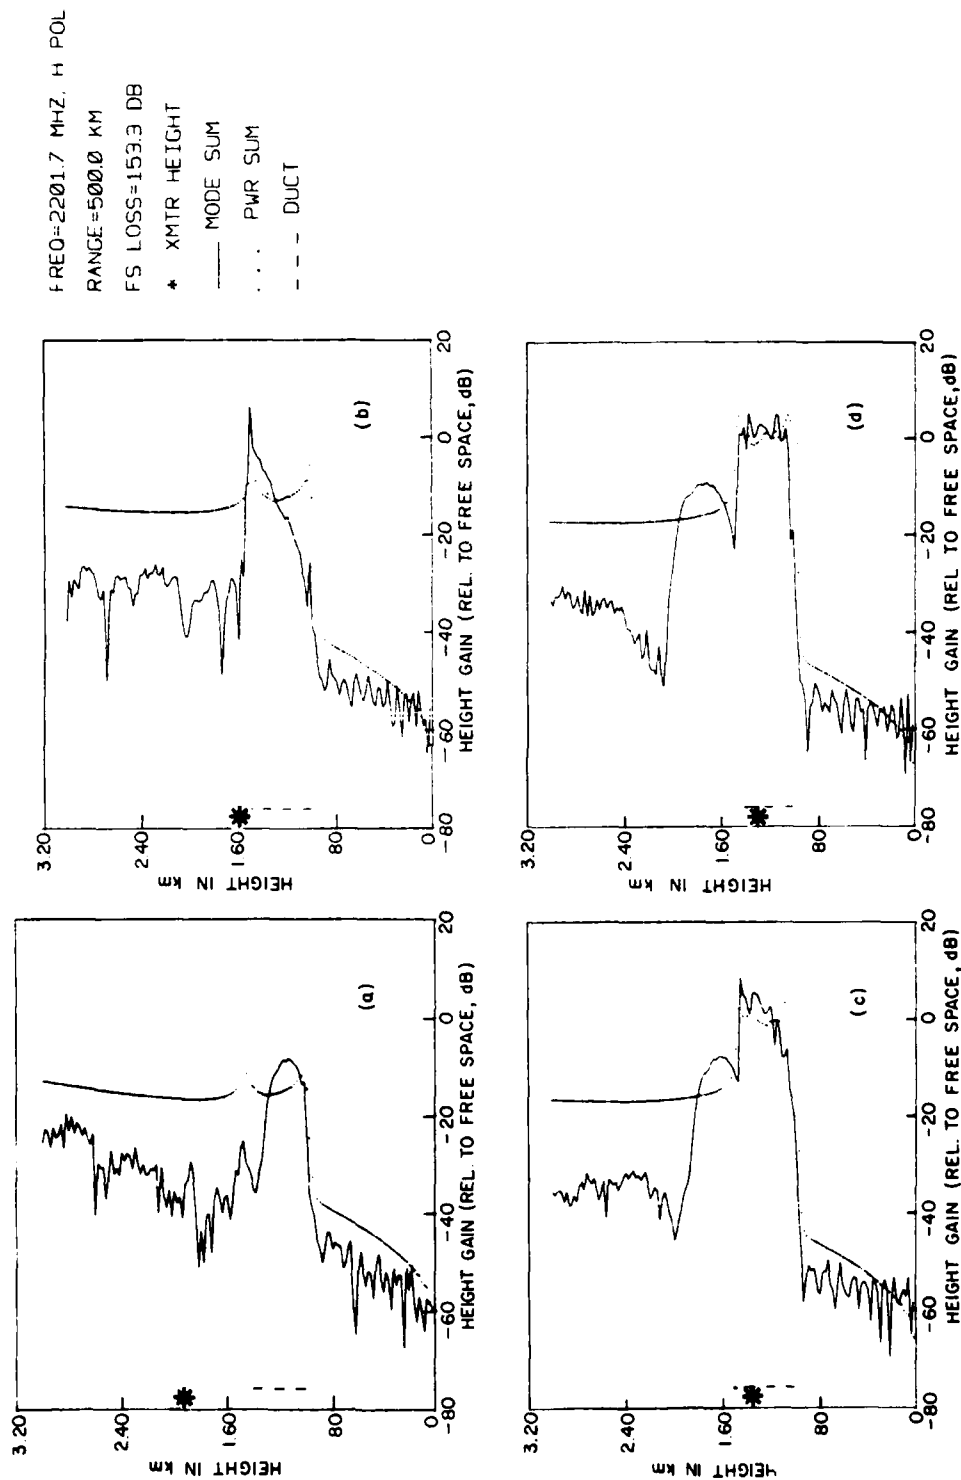 FREQ=2201.7 MHZ, H POL
RANGE=500.0 KM
FS LOSS=153.3 DB
* XMTR HEIGHT
—— MODE SUM
... PWR SUM
- - - DUCT
(a)
HEIGHT IN km
3.20
2.40
1.60
.80
0
-80
-60
-40
-20
0
20
HEIGHT GAIN (REL. TO FREE SPACE, dB)
(b)
HEIGHT IN km
3.20
2.40
1.60
.80
0
-80
-60
-40
-20
0
20
HEIGHT GAIN (REL. TO FREE SPACE,dB)
(c)
HEIGHT IN km
3.20
2.40
1.60
.80
0
-80
-60
-40
-20
0
20
HEIGHT GAIN (REL. TO FREE SPACE, dB)
(d)
HEIGHT IN km
3.20
2.40
1.60
.80
0
-80
-60
-40
-20
0
20
HEIGHT GAIN (REL. TO FREE SPACE,dB)